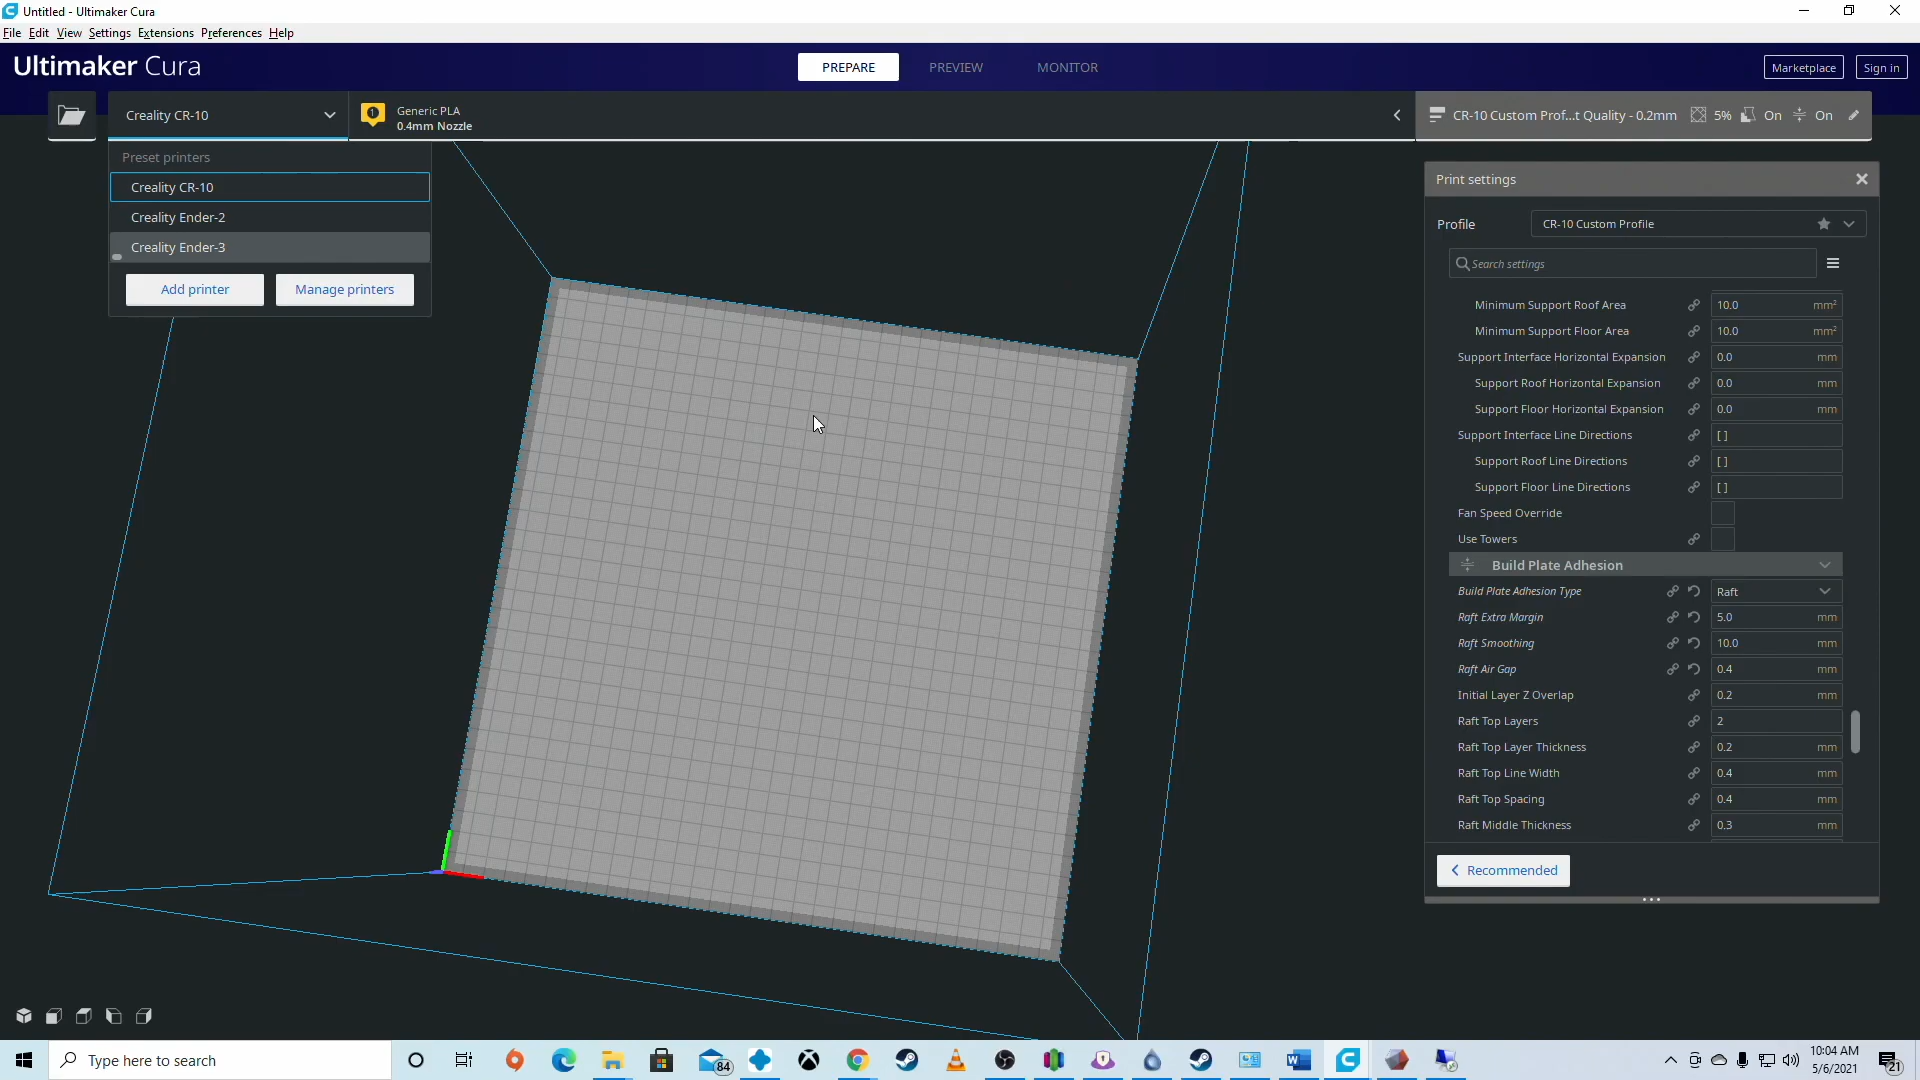 Untitled - Ultimaker Cura
File Edit View Settings Extensions Preferences Help
Ultimaker Cura
PREPARE PREVIEW MONITOR
Marketplace Sign in
Creality CR-10
1
Generic PLA
0.4mm Nozzle
CR-10 Custom Prof...t Quality - 0.2mm 5% On On
Preset printers
Creality CR-10
Creality Ender-2
Creality Ender-3
Add printer Manage printers
Print settings
Profile CR-10 Custom Profile
Search settings
Minimum Support Roof Area 10.0 mm²
Minimum Support Floor Area 10.0 mm²
Support Interface Horizontal Expansion 0.0 mm
Support Roof Horizontal Expansion 0.0 mm
Support Floor Horizontal Expansion 0.0 mm
Support Interface Line Directions [ ]
Support Roof Line Directions [ ]
Support Floor Line Directions [ ]
Fan Speed Override
Use Towers
Build Plate Adhesion
Build Plate Adhesion Type Raft
Raft Extra Margin 5.0 mm
Raft Smoothing 10.0 mm
Raft Air Gap 0.4 mm
Initial Layer Z Overlap 0.2 mm
Raft Top Layers 2
Raft Top Layer Thickness 0.2 mm
Raft Top Line Width 0.4 mm
Raft Top Spacing 0.4 mm
Raft Middle Thickness 0.3 mm
Recommended
Type here to search
84
10:04 AM
5/6/2021
21